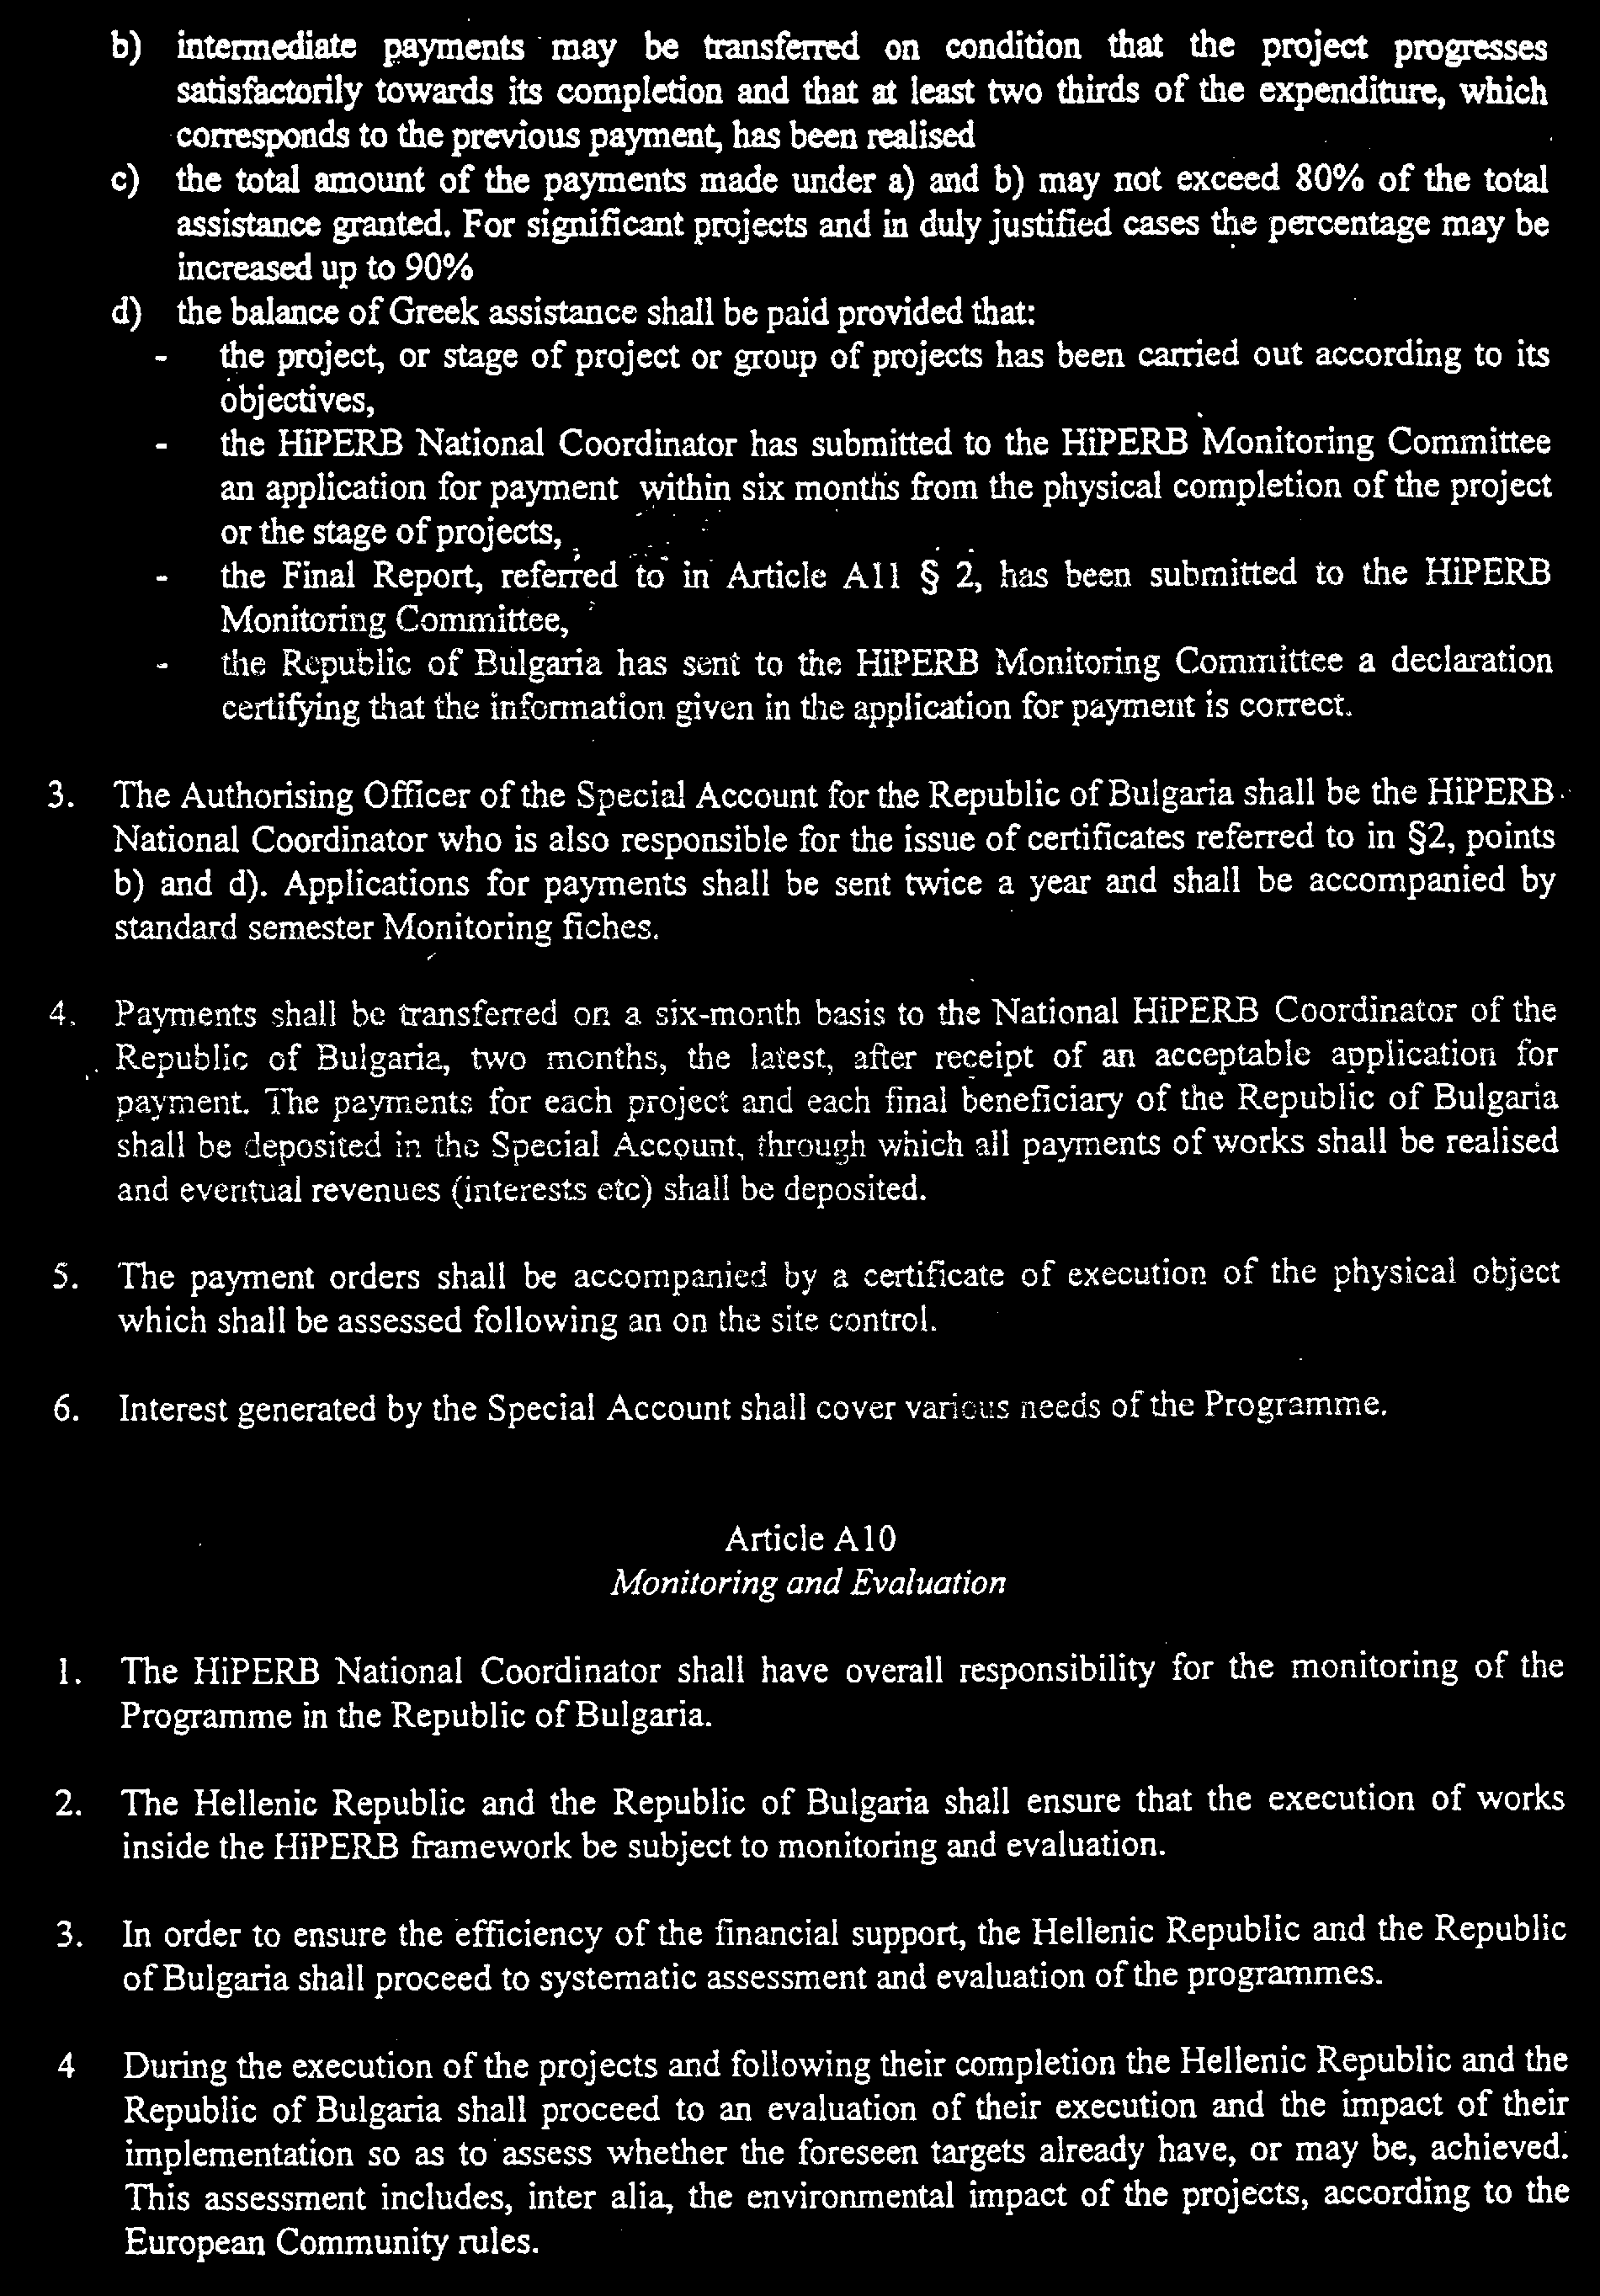 b) intermediate payments may be transferred on condition that the project progresses
satisfactorily towards its completion and that at least two thirds of the expenditure, which
corresponds to the previous payment, has been realised
c) the total amount of the payments made under a) and b) may not exceed 80% of the total
assistance granted. For significant projects and in duly justified cases the percentage may be
increased up to 90%
d) the balance of Greek assistance shall be paid provided that:
- the project, or stage of project or group of projects has been carried out according to its
objectives,
- the HiPERB National Coordinator has submitted to the HiPERB Monitoring Committee
an application for payment within six months from the physical completion of the project
or the stage of projects,
- the Final Report, referred to in Article A11 § 2, has been submitted to the HiPERB
Monitoring Committee,
- the Republic of Bulgaria has sent to the HiPERB Monitoring Committee a declaration
certifying that the information given in the application for payment is correct.
3. The Authorising Officer of the Special Account for the Republic of Bulgaria shall be the HiPERB
National Coordinator who is also responsible for the issue of certificates referred to in §2, points
b) and d). Applications for payments shall be sent twice a year and shall be accompanied by
standard semester Monitoring fiches.
4. Payments shall be transferred on a six-month basis to the National HiPERB Coordinator of the
Republic of Bulgaria, two months, the latest, after receipt of an acceptable application for
payment. The payments for each project and each final beneficiary of the Republic of Bulgaria
shall be deposited in the Special Account, through which all payments of works shall be realised
and eventual revenues (interests etc) shall be deposited.
5. The payment orders shall be accompanied by a certificate of execution of the physical object
which shall be assessed following an on the site control.
6. Interest generated by the Special Account shall cover various needs of the Programme.
Article A10
Monitoring and Evaluation
1. The HiPERB National Coordinator shall have overall responsibility for the monitoring of the
Programme in the Republic of Bulgaria.
2. The Hellenic Republic and the Republic of Bulgaria shall ensure that the execution of works
inside the HiPERB framework be subject to monitoring and evaluation.
3. In order to ensure the efficiency of the financial support, the Hellenic Republic and the Republic
of Bulgaria shall proceed to systematic assessment and evaluation of the programmes.
4 During the execution of the projects and following their completion the Hellenic Republic and the
Republic of Bulgaria shall proceed to an evaluation of their execution and the impact of their
implementation so as to assess whether the foreseen targets already have, or may be, achieved.
This assessment includes, inter alia, the environmental impact of the projects, according to the
European Community rules.